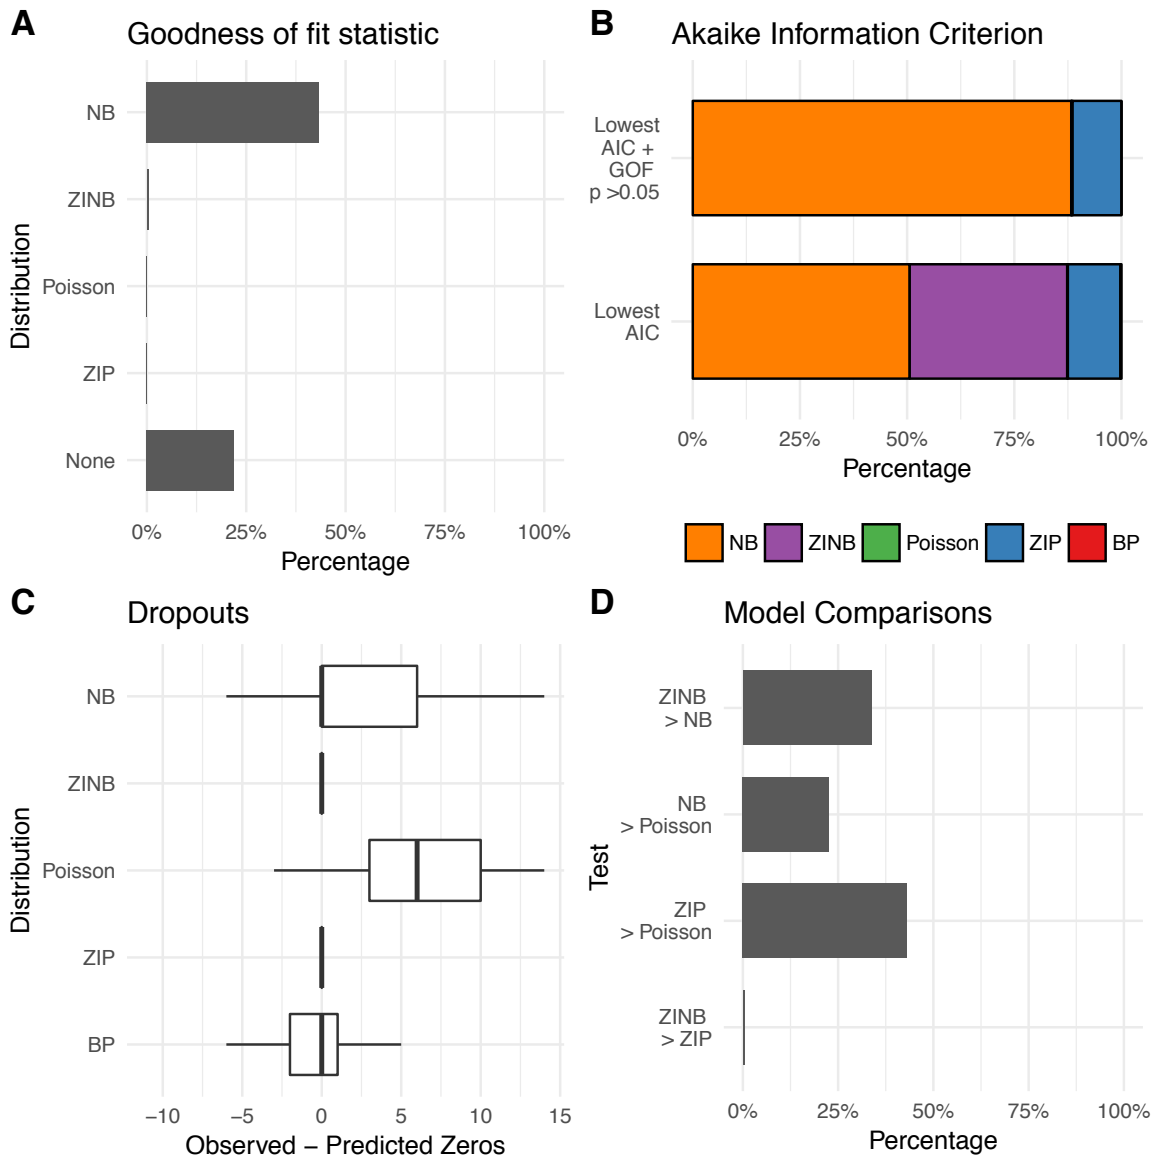 A
Goodness of fit statistic
Distribution
NB
ZINB
Poisson
ZIP
None
0% 25% 50% 75% 100%
Percentage
B
Akaike Information Criterion
Lowest
AIC +
GOF
p >0.05
Lowest
AIC
0% 25% 50% 75% 100%
Percentage
NB ZINB Poisson ZIP BP
C
Dropouts
Distribution
NB
ZINB
Poisson
ZIP
BP
−10 −5 0 5 10 15
Observed − Predicted Zeros
D
Model Comparisons
Test
ZINB
> NB
NB
> Poisson
ZIP
> Poisson
ZINB
> ZIP
0% 25% 50% 75% 100%
Percentage